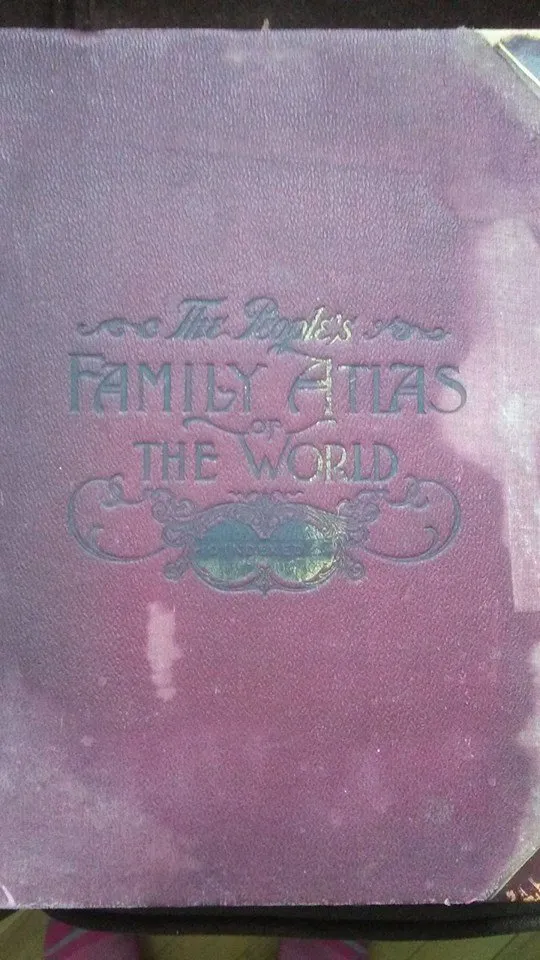 The People's
FAMILY ATLAS
OF
THE WORLD